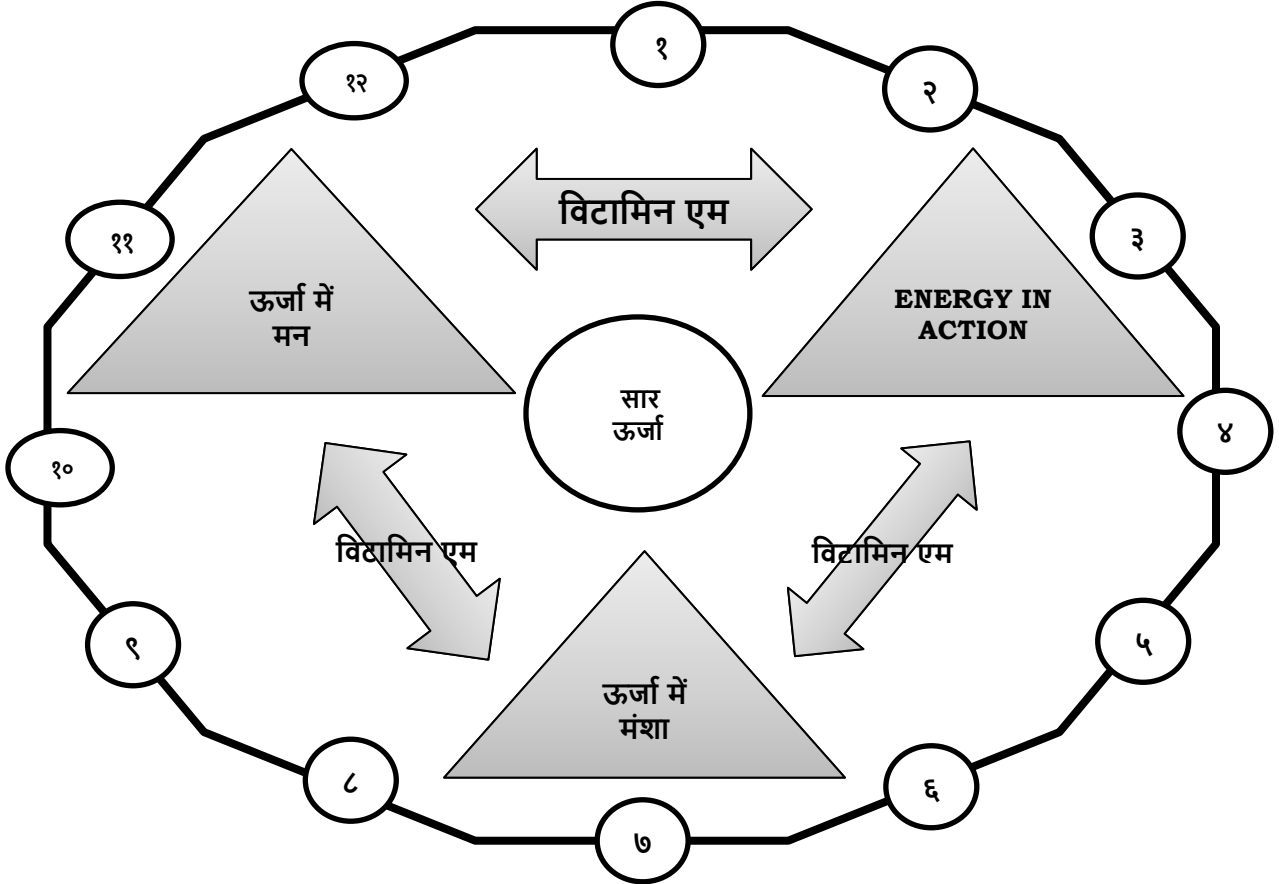 १
२
३
४
५
६
७
८
९
१०
११
१२
विटामिन एम
ऊर्जा में
मन
ENERGY IN
ACTION
सार
ऊर्जा
विटामिन एम
विटामिन एम
ऊर्जा में
मंशा